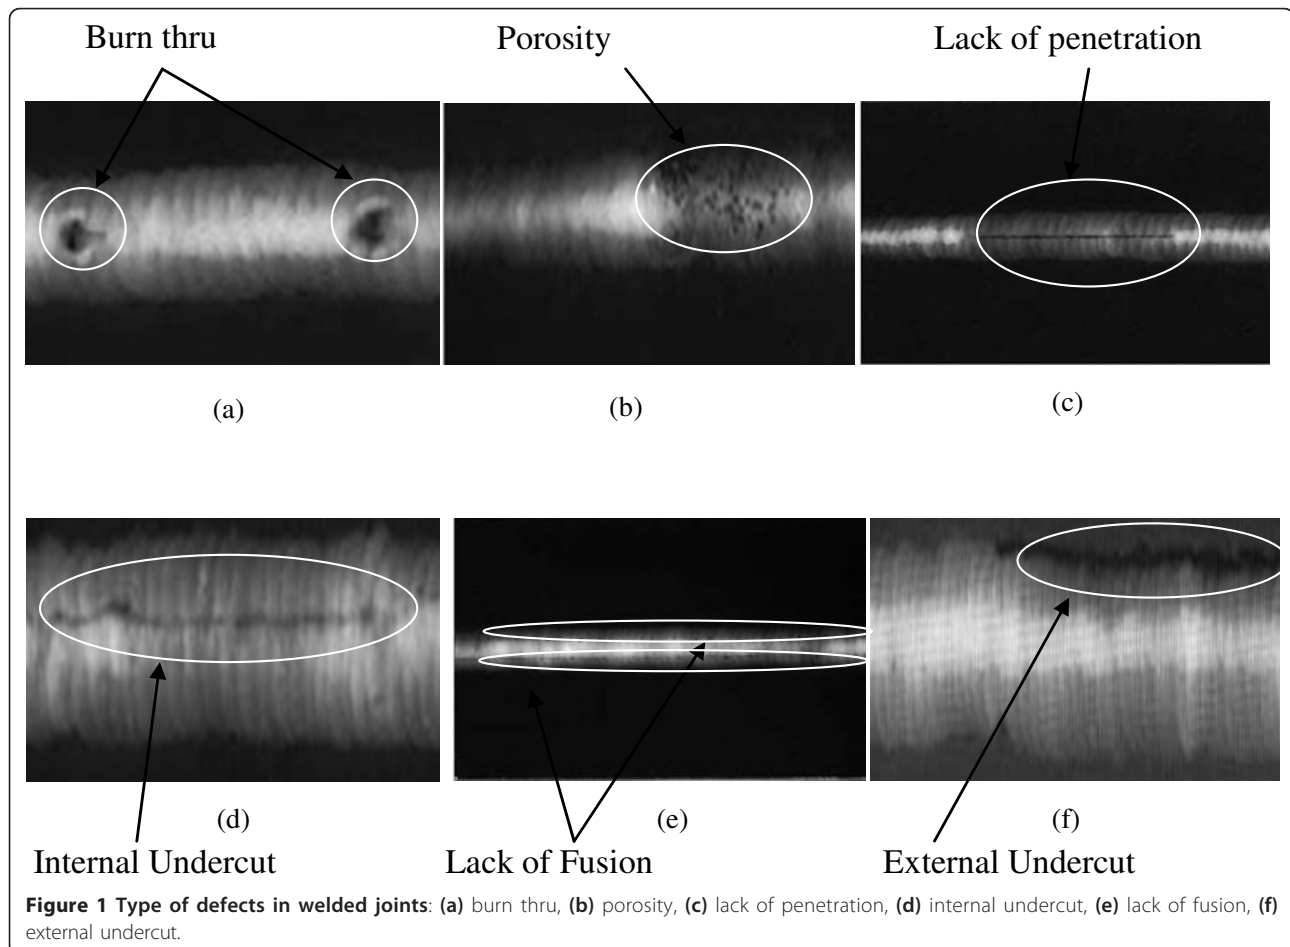 Burn thru
Porosity
Lack of penetration
(a)
(b)
(c)
(d)
(e)
(f)
Internal Undercut
Lack of Fusion
External Undercut
Figure 1 Type of defects in welded joints: (a) burn thru, (b) porosity, (c) lack of penetration, (d) internal undercut, (e) lack of fusion, (f)
external undercut.